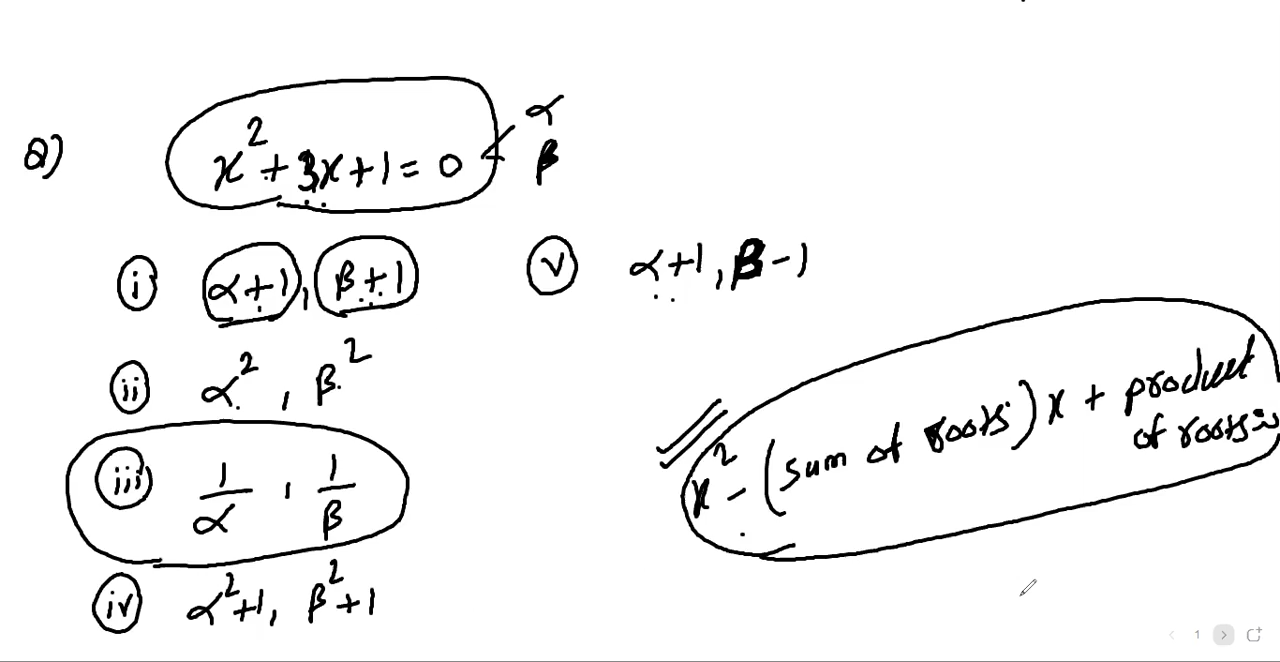 Q) x² + 3x + 1 = 0 α
β
i α+1, β+1
ii α², β²
iii 1/α, 1/β
iv α²+1, β²+1
v α+1, β-1
x² - (sum of roots)x + product
of roots
1